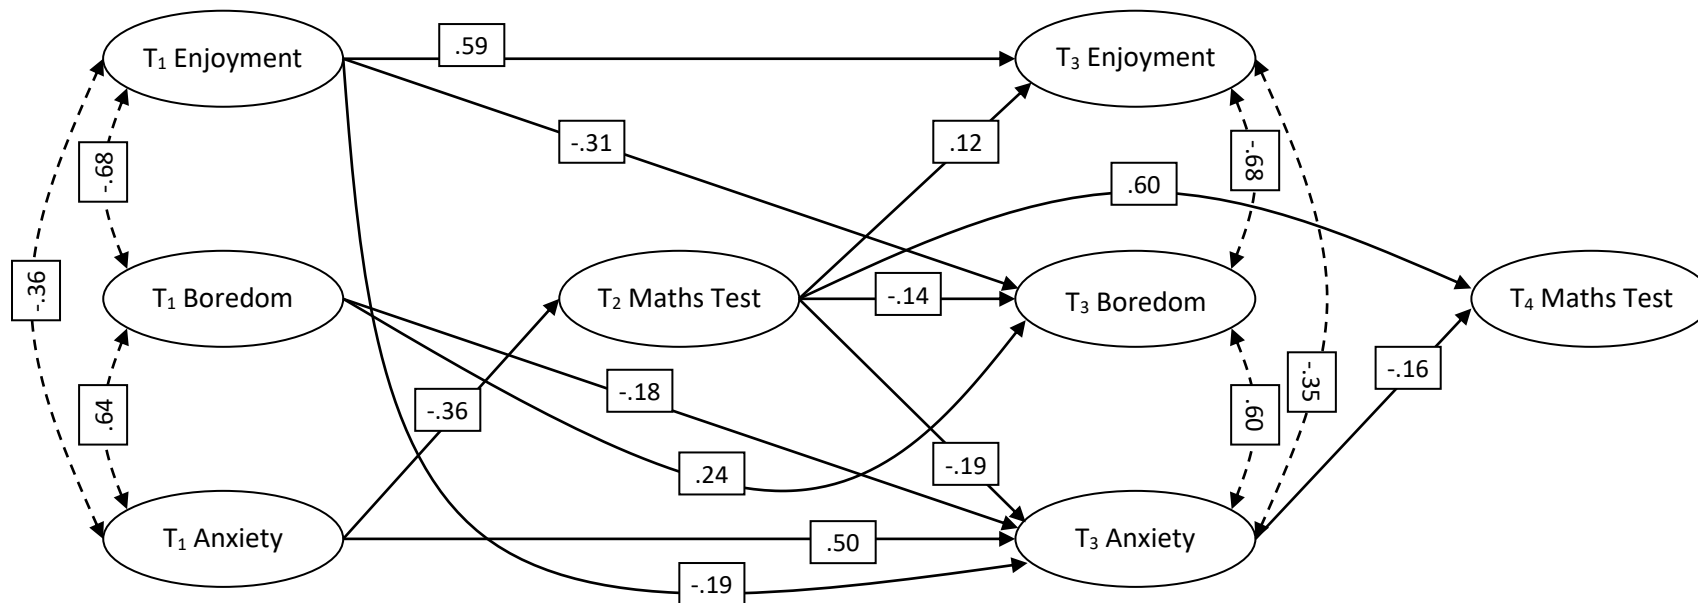 T₁ Enjoyment
.59
T₃ Enjoyment
-.31
.12
-.68
-.68
.60
-.36
T₁ Boredom
T₂ Maths Test
-.14
T₃ Boredom
T₄ Maths Test
-.18
-.16
-.35
-.36
.64
.60
.24
-.19
T₁ Anxiety
.50
T₃ Anxiety
-.19